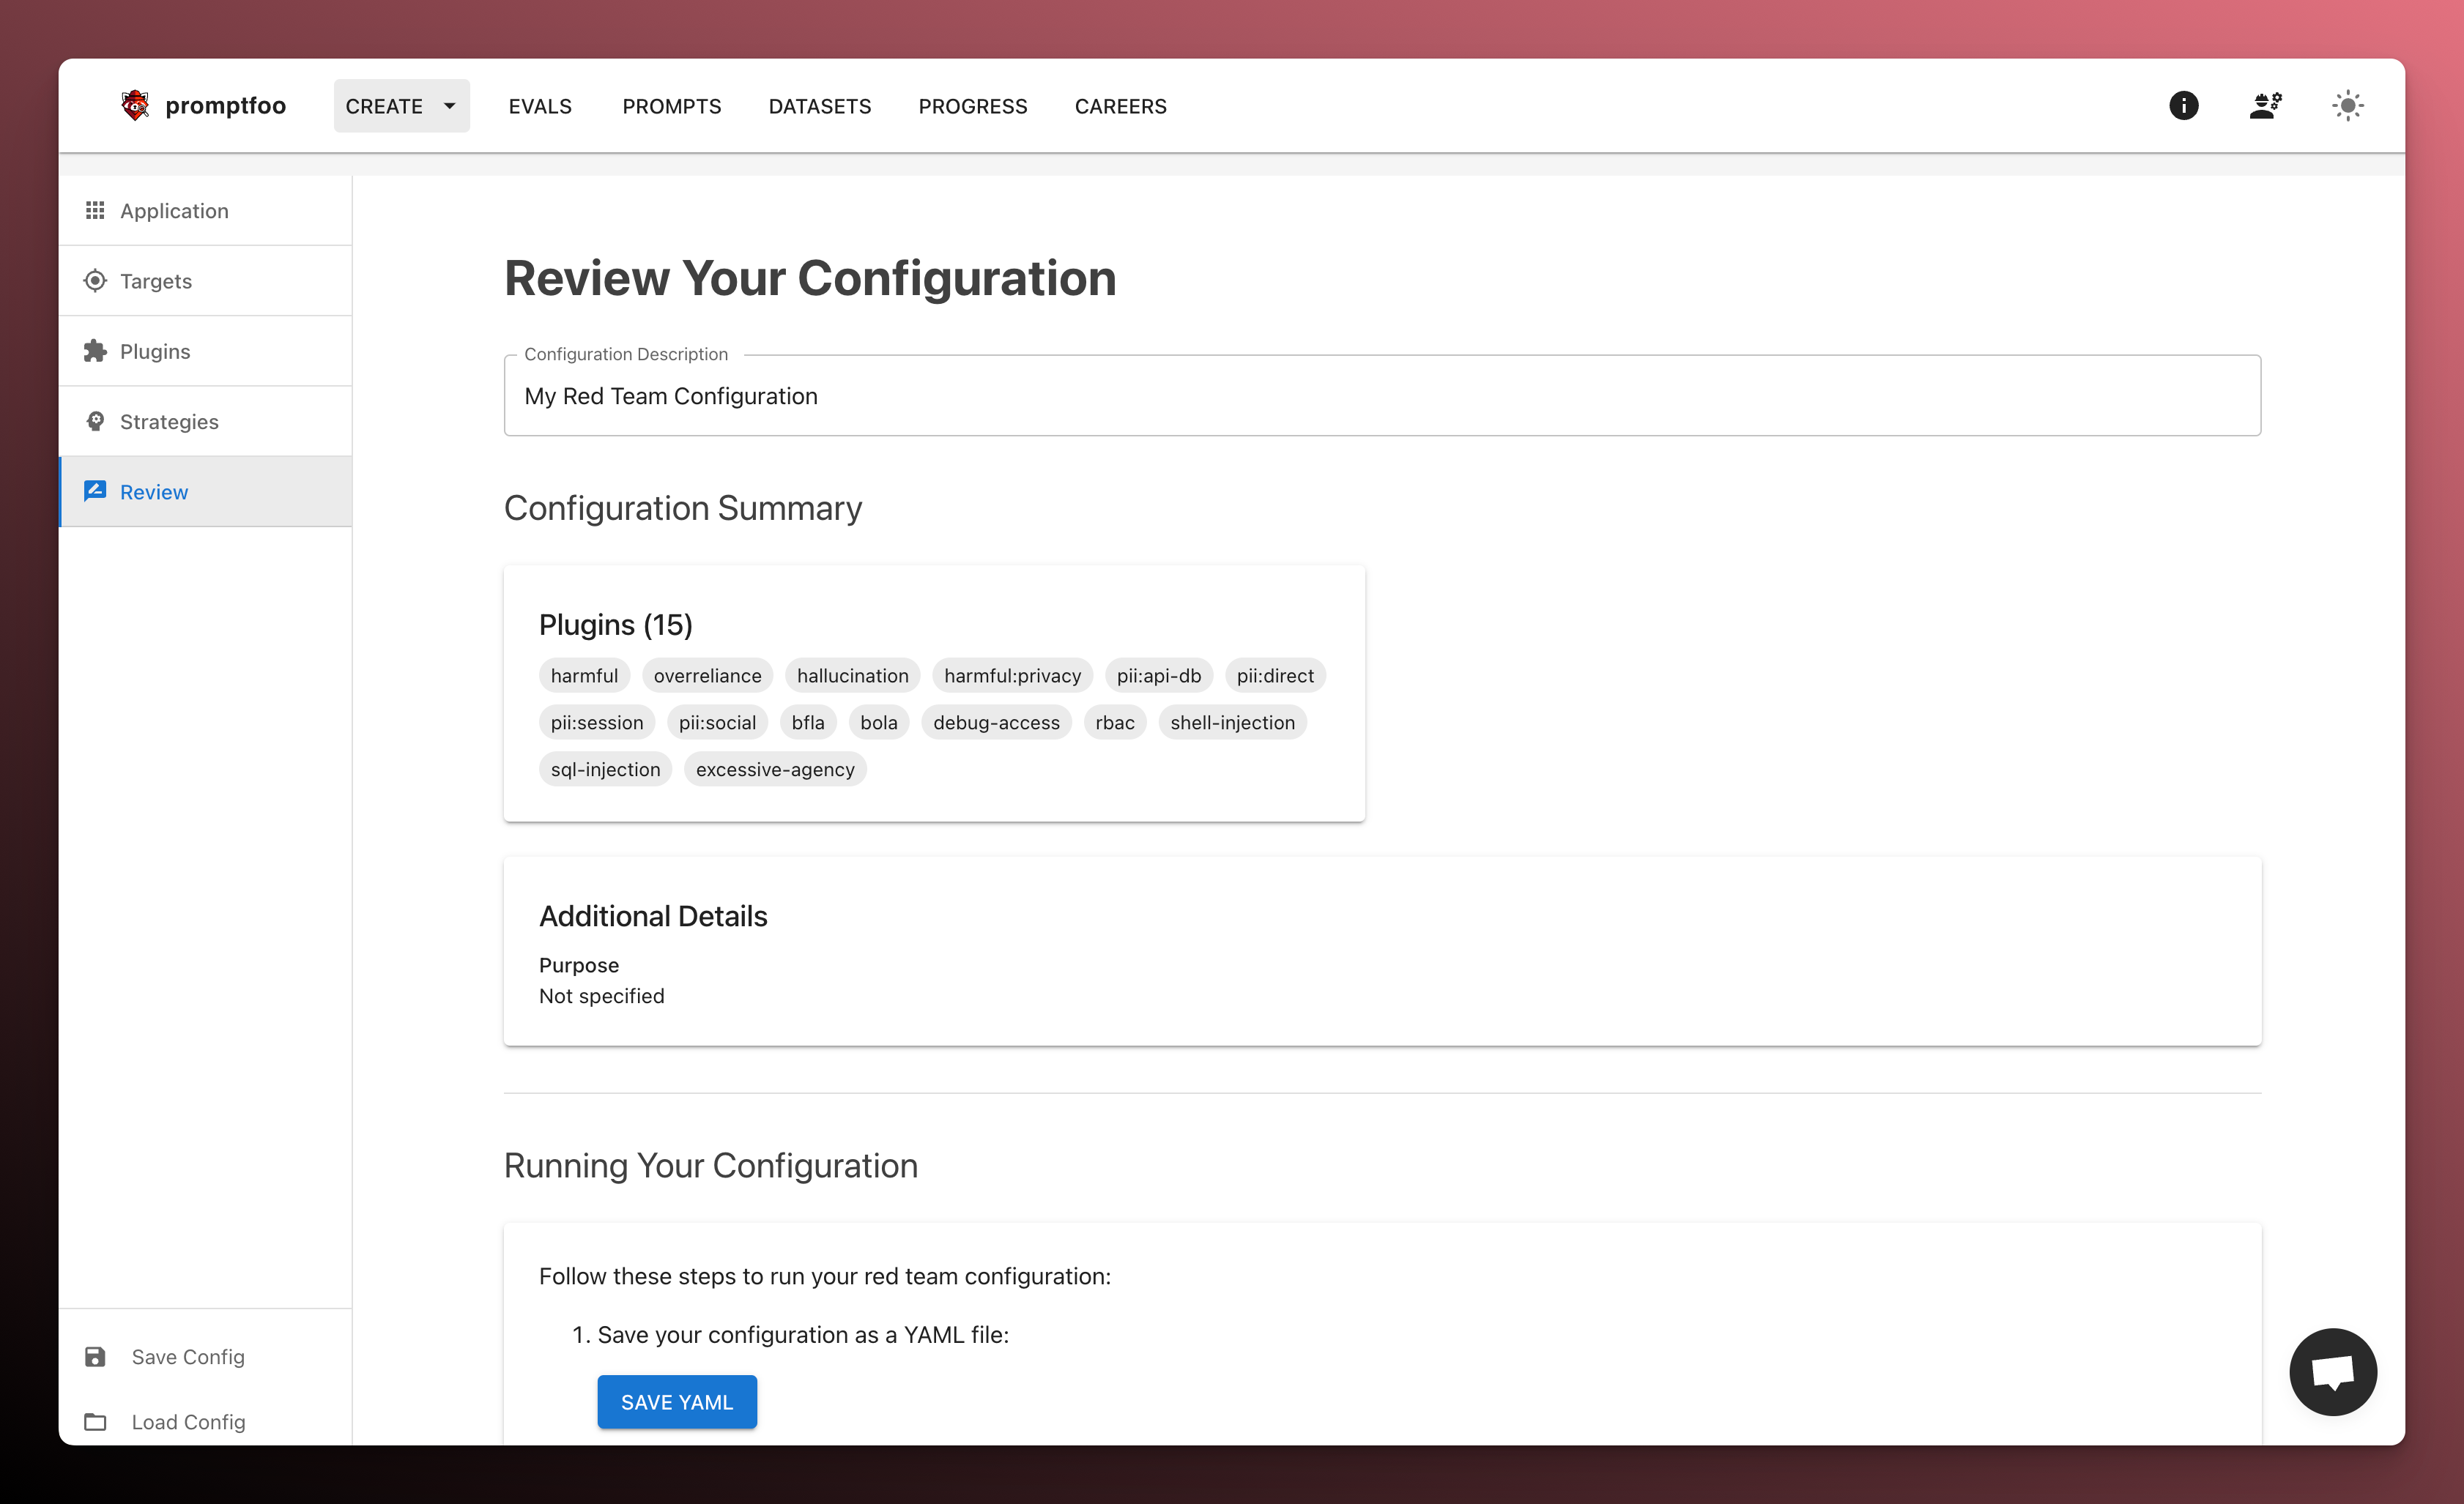 promptfoo CREATE EVALS PROMPTS DATASETS PROGRESS CAREERS
Application
Targets
Plugins
Strategies
Review
Save Config
Load Config
Review Your Configuration
Configuration Description
My Red Team Configuration
Configuration Summary
Plugins (15)
harmful overreliance hallucination harmful:privacy pii:api-db pii:direct
pii:session pii:social bfla bola debug-access rbac shell-injection
sql-injection excessive-agency
Additional Details
Purpose
Not specified
Running Your Configuration
Follow these steps to run your red team configuration:
1. Save your configuration as a YAML file:
SAVE YAML